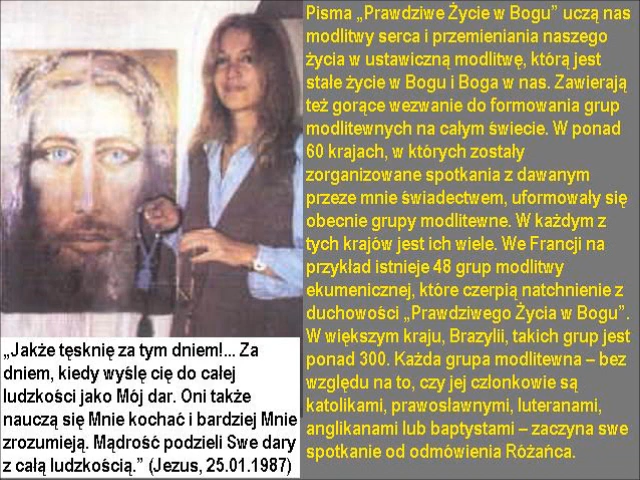 Pisma „Prawdziwe Życie w Bogu” uczą nas
modlitwy serca i przemieniania naszego
życia w ustawiczną modlitwę, którą jest
stałe życie w Bogu i Boga w nas. Zawierają
też gorące wezwanie do formowania grup
modlitewnych na całym świecie. W ponad
60 krajach, w których zostały
zorganizowane spotkania z dawanym
przeze mnie świadectwem, uformowały się
obecnie grupy modlitewne. W każdym z
tych krajów jest ich wiele. We Francji na
przykład istnieje 48 grup modlitwy
ekumenicznej, które czerpią natchnienie z
duchowości „Prawdziwego Życia w Bogu”.
W większym kraju, Brazylii, takich grup jest
ponad 300. Każda grupa modlitewna – bez
względu na to, czy jej członkowie są
katolikami, prawosławnymi, luteranami,
anglikanami lub baptystami – zaczyna swe
spotkanie od odmówienia Różańca.
„Jakże tęsknię za tym dniem!... Za
dniem, kiedy wyślę cię do całej
ludzkości jako Mój dar. Oni także
nauczą się Mnie kochać i bardziej Mnie
zrozumieją. Mądrość podzieli Swe dary
z całą ludzkością.” (Jezus, 25.01.1987)